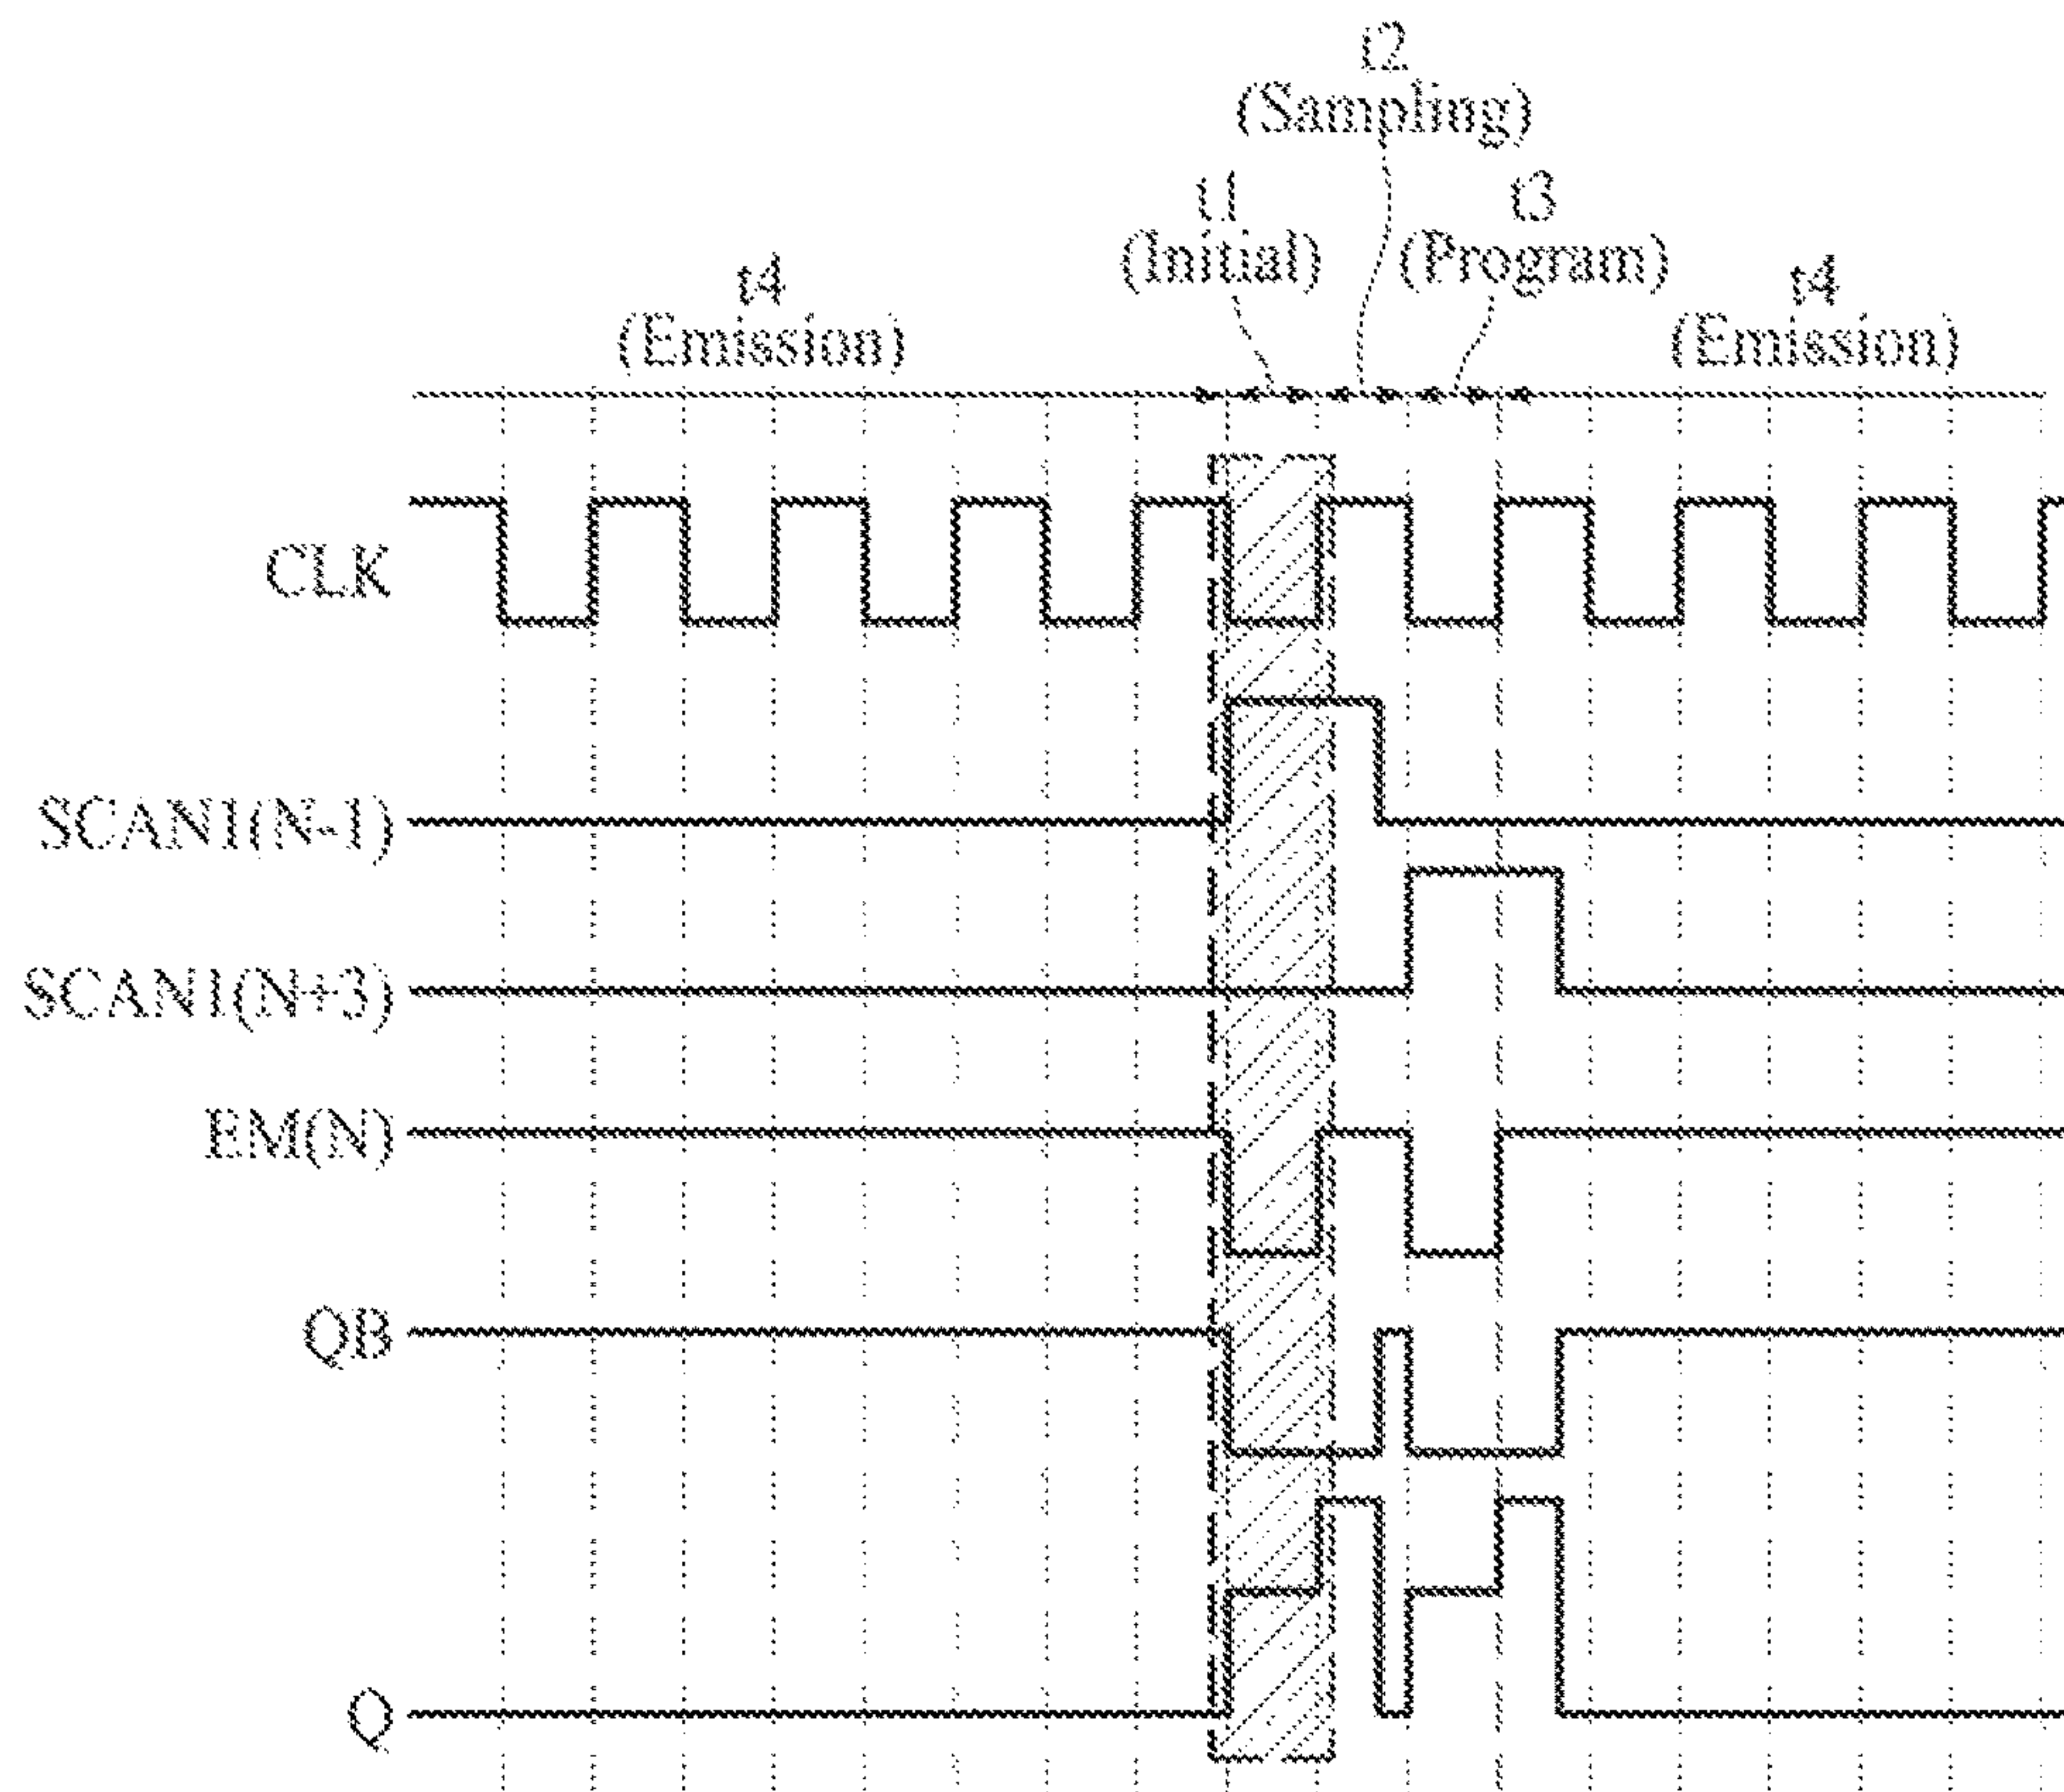 t2
(Sampling)
t1
(Initial)
t3
(Program)
t4
(Emission)
t4
(Emission)
CLK
SCAN1(N-1)
SCAN1(N+3)
EM(N)
QB
Q